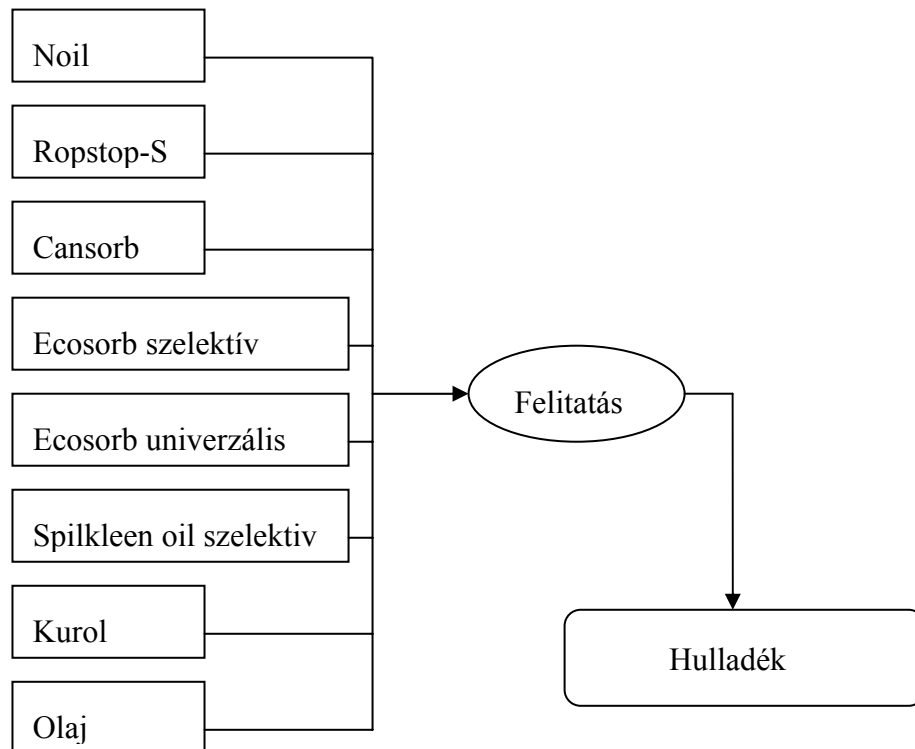 Noil
Ropstop-S
Cansorb
Ecosorb szelektív
Ecosorb univerzális
Spilkleen oil szelektiv
Kurol
Olaj
Felitatás
Hulladék